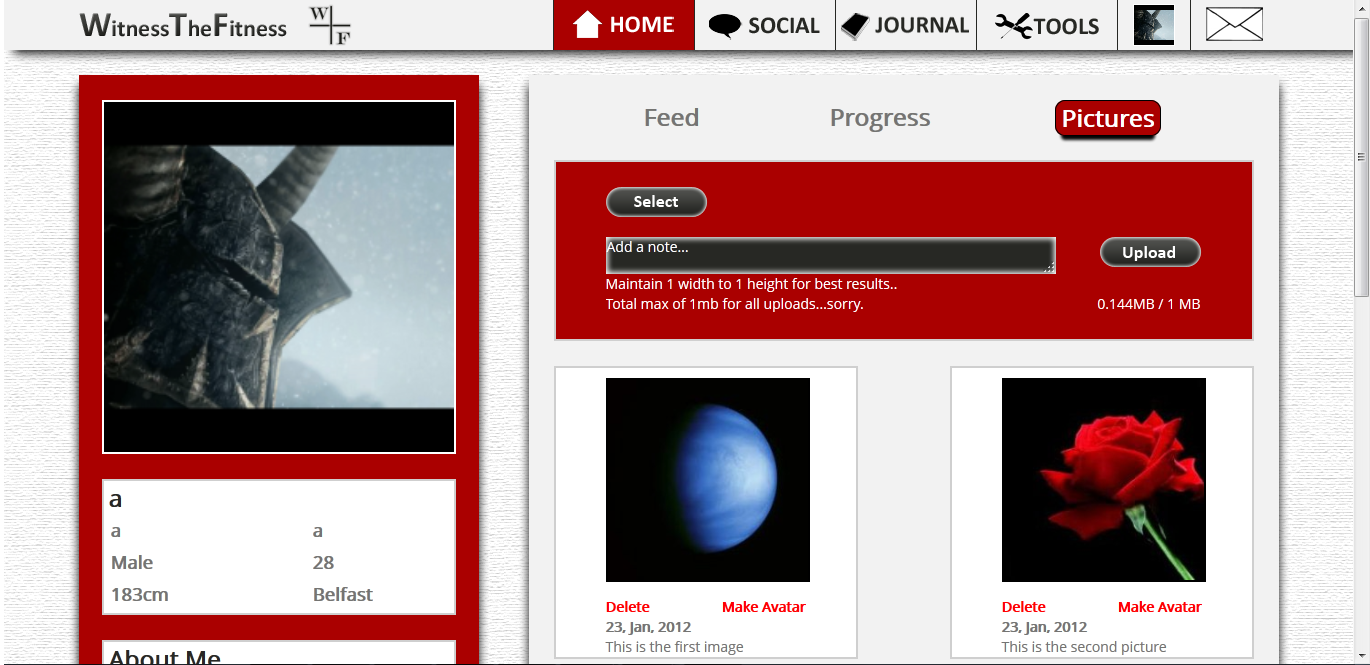 WitnessTheFitness W F HOME SOCIAL JOURNAL TOOLS
Feed Progress Pictures
Select
Add a note...
Upload
Maintain 1 width to 1 height for best results..
Total max of 1mb for all uploads...sorry.
0.144MB / 1 MB
a
a a
Male 28
183cm Belfast
About Me
Delete Make Avatar
23, Jan, 2012
This is the first image
Delete Make Avatar
23, Jan, 2012
This is the second picture